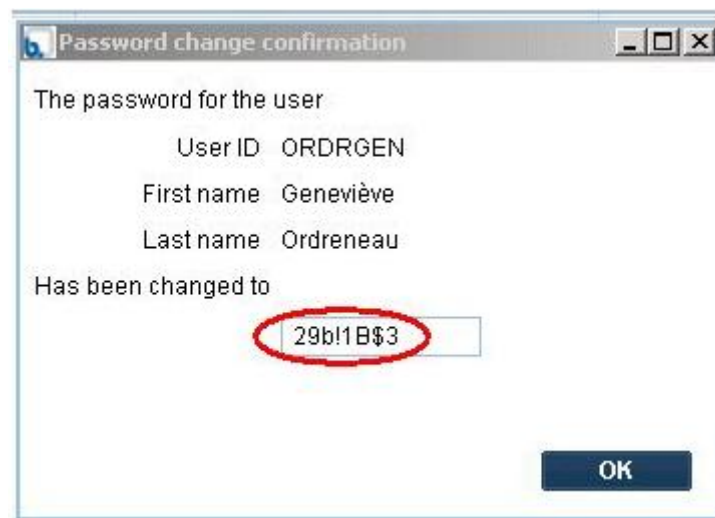 b. Password change confirmation
The password for the user
User ID ORDRGEN
First name Geneviève
Last name Ordreneau
Has been changed to
29b!1B$3
OK